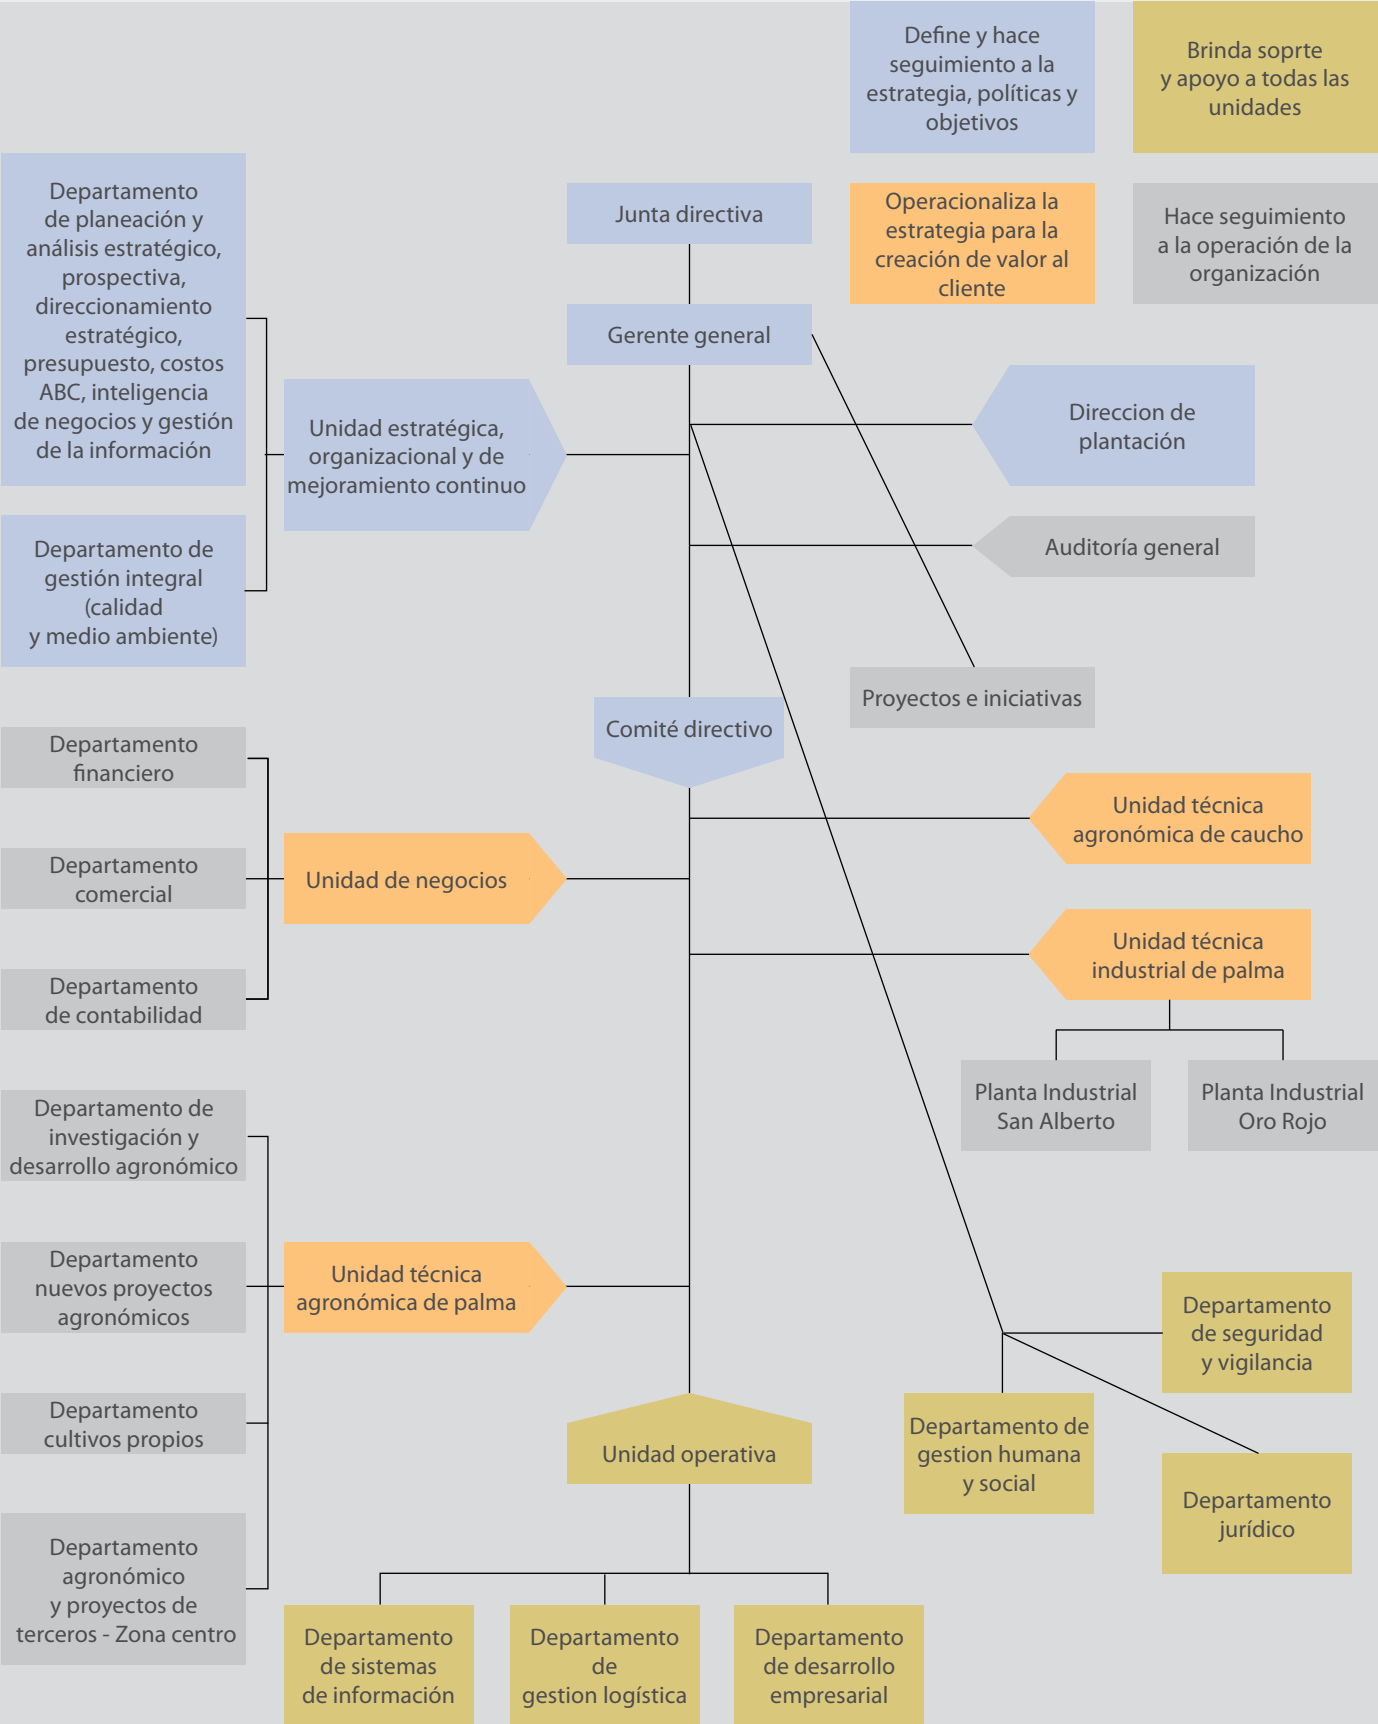 Define y hace
seguimiento a la
estrategia, políticas y
objetivos
Brinda soprte
y apoyo a todas las
unidades
Operacionaliza la
estrategia para la
creación de valor al
cliente
Hace seguimiento
a la operación de la
organización
Junta directiva
Gerente general
Departamento
de planeación y
análisis estratégico,
prospectiva,
direccionamiento
estratégico,
presupuesto, costos
ABC, inteligencia
de negocios y gestión
de la información
Unidad estratégica,
organizacional y de
mejoramiento continuo
Departamento de
gestión integral
(calidad
y medio ambiente)
Direccion de
plantación
Auditoría general
Proyectos e iniciativas
Comité directivo
Departamento
financiero
Departamento
comercial
Departamento
de contabilidad
Unidad de negocios
Unidad técnica
agronómica de caucho
Unidad técnica
industrial de palma
Planta Industrial
San Alberto
Planta Industrial
Oro Rojo
Departamento de
investigación y
desarrollo agronómico
Departamento
nuevos proyectos
agronómicos
Departamento
cultivos propios
Departamento
agronómico
y proyectos de
terceros - Zona centro
Unidad técnica
agronómica de palma
Departamento
de seguridad
y vigilancia
Departamento de
gestion humana
y social
Departamento
jurídico
Unidad operativa
Departamento
de sistemas
de información
Departamento
de
gestion logística
Departamento
de desarrollo
empresarial